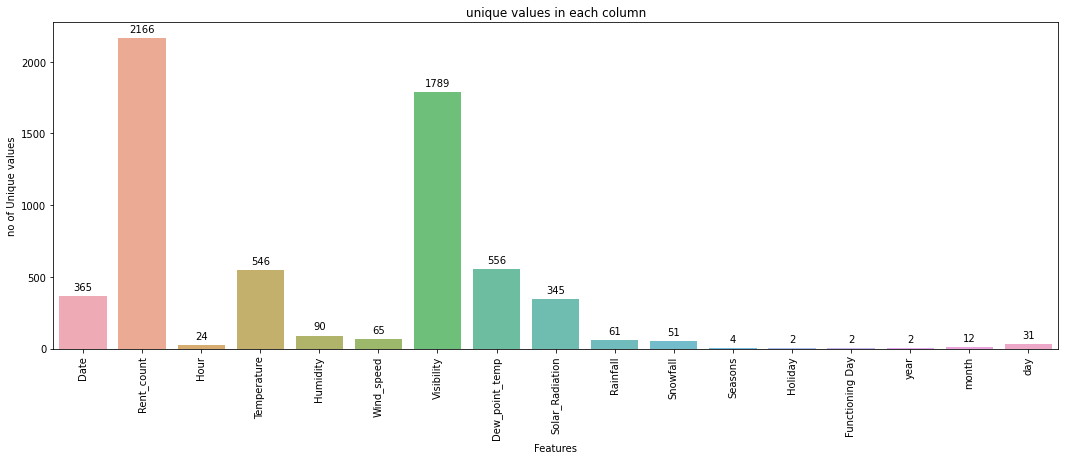 unique values in each column
no of Unique values
2000
1500
1000
500
0
365
2166
24
546
90
65
1789
556
345
61
51
4
2
2
2
12
31
Date
Rent_count
Hour
Temperature
Humidity
Wind_speed
Visibility
Dew_point_temp
Solar_Radiation
Rainfall
Snowfall
Seasons
Holiday
Functioning Day
year
month
day
Features